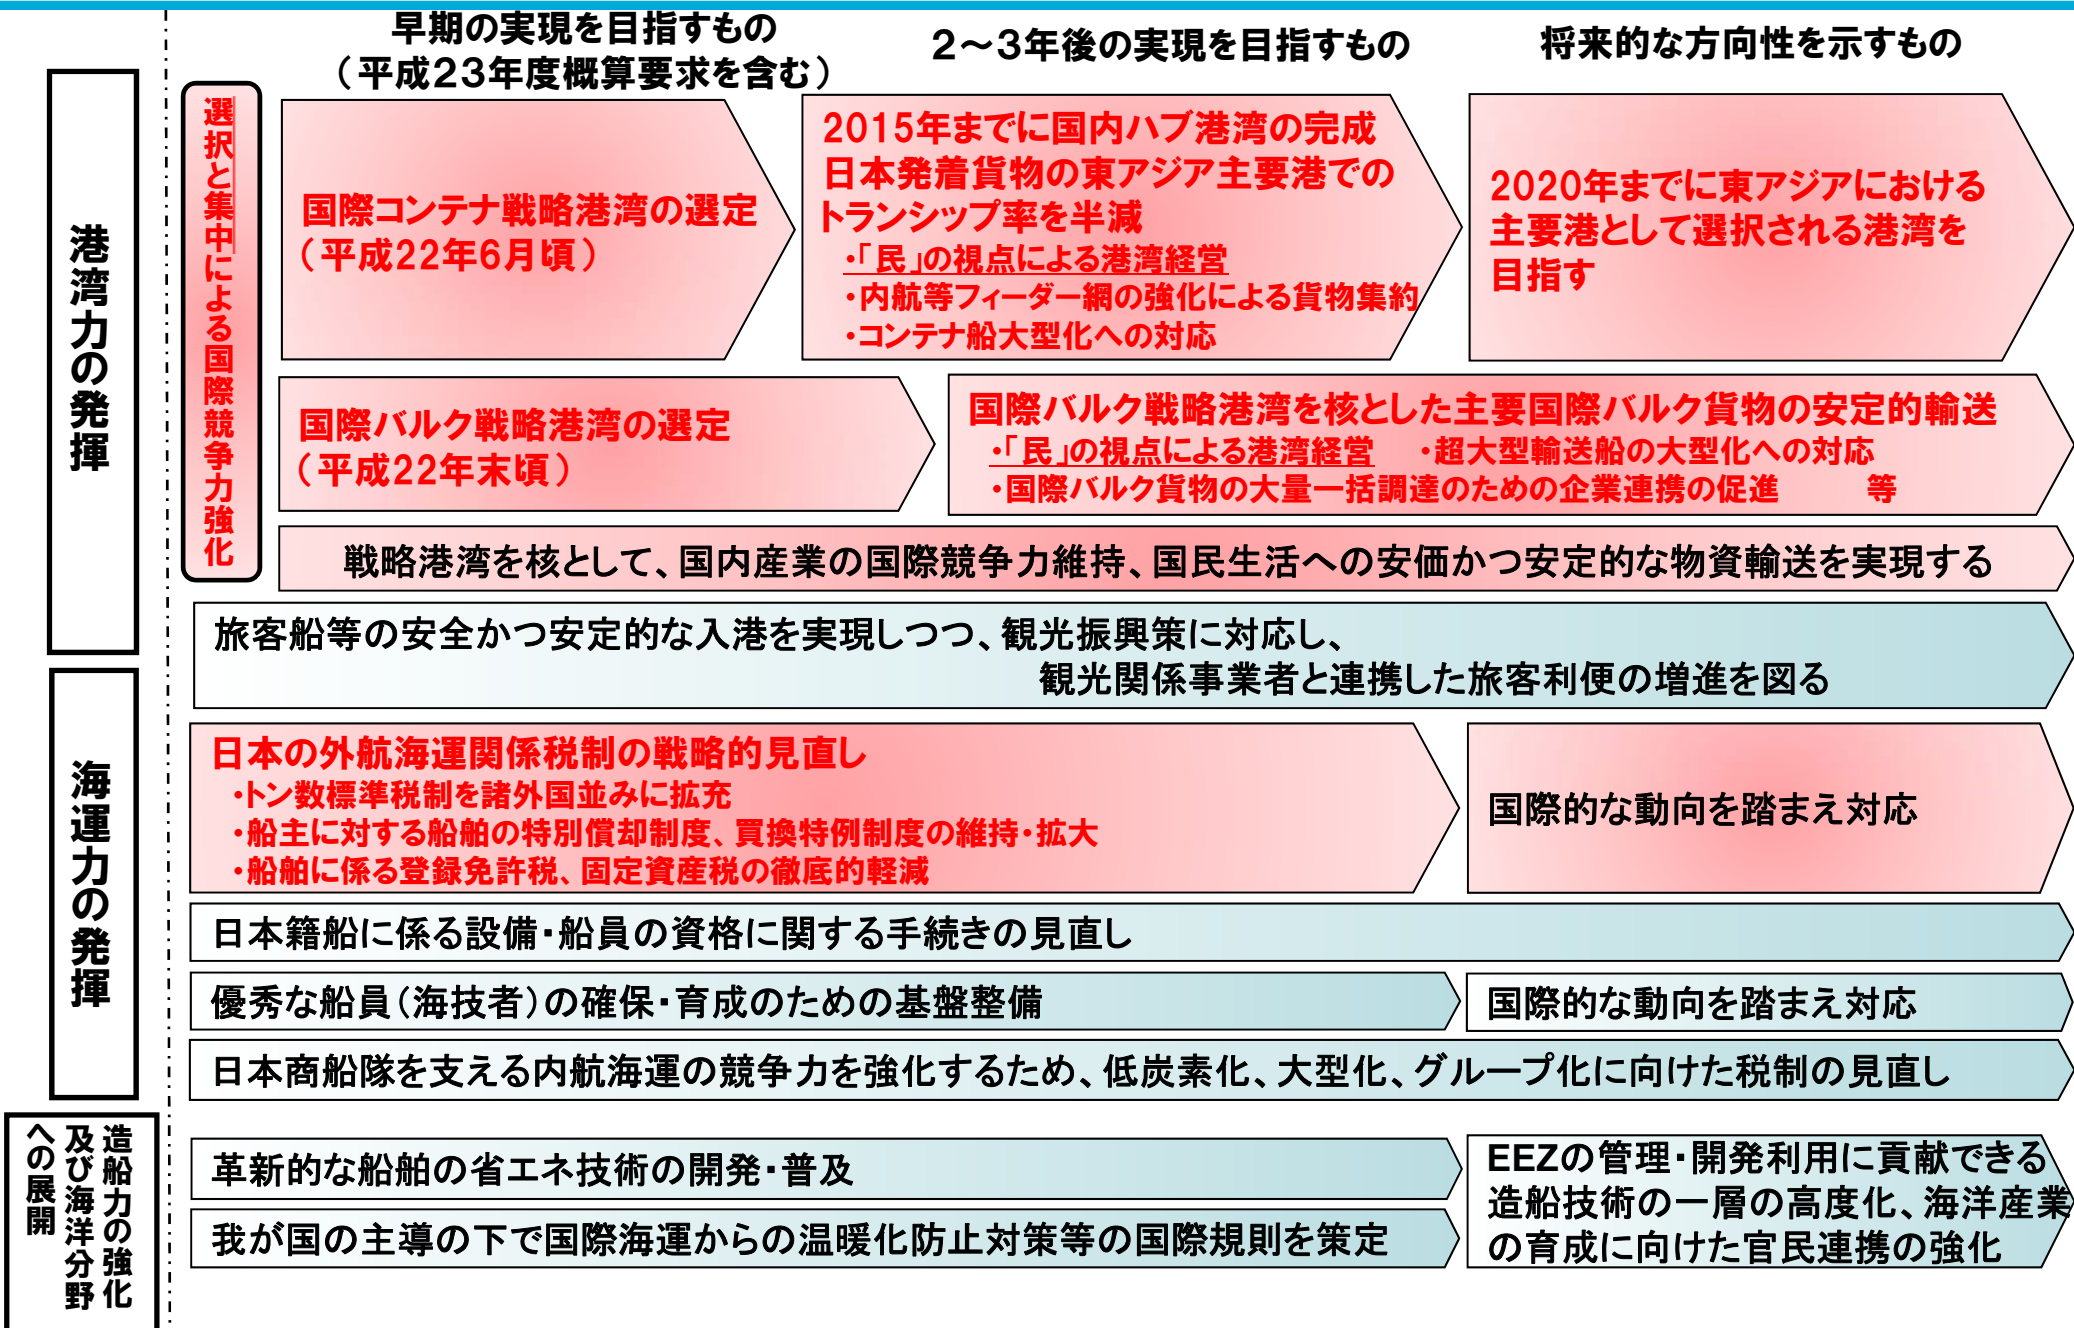 早期の実現を目指すもの
（平成２３年度概算要求を含む）
２～３年後の実現を目指すもの
将来的な方向性を示すもの
港湾力の発揮
選択と集中による国際競争力強化
国際コンテナ戦略港湾の選定
（平成２２年６月頃）
2015年までに国内ハブ港湾の完成
日本発着貨物の東アジア主要港での
トランシップ率を半減
・「民」の視点による港湾経営
・内航等フィーダー網の強化による貨物集約
・コンテナ船大型化への対応
2020年までに東アジアにおける
主要港として選択される港湾を
目指す
国際バルク戦略港湾の選定
（平成２２年末頃）
国際バルク戦略港湾を核とした主要国際バルク貨物の安定的輸送
・「民」の視点による港湾経営　・超大型輸送船の大型化への対応
・国際バルク貨物の大量一括調達のための企業連携の促進　　等
戦略港湾を核として、国内産業の国際競争力維持、国民生活への安価かつ安定的な物資輸送を実現する
旅客船等の安全かつ安定的な入港を実現しつつ、観光振興策に対応し、
観光関係事業者と連携した旅客利便の増進を図る
海運力の発揮
日本の外航海運関係税制の戦略的見直し
・トン数標準税制を諸外国並みに拡充
・船主に対する船舶の特別償却制度、買換特例制度の維持・拡大
・船舶に係る登録免許税、固定資産税の徹底的軽減
国際的な動向を踏まえ対応
日本籍船に係る設備・船員の資格に関する手続きの見直し
優秀な船員（海技者）の確保・育成のための基盤整備
国際的な動向を踏まえ対応
日本商船隊を支える内航海運の競争力を強化するため、低炭素化、大型化、グループ化に向けた税制の見直し
造船力の強化
及び海洋分野
への展開
革新的な船舶の省エネ技術の開発・普及
我が国の主導の下で国際海運からの温暖化防止対策等の国際規則を策定
EEZの管理・開発利用に貢献できる
造船技術の一層の高度化、海洋産業
の育成に向けた官民連携の強化